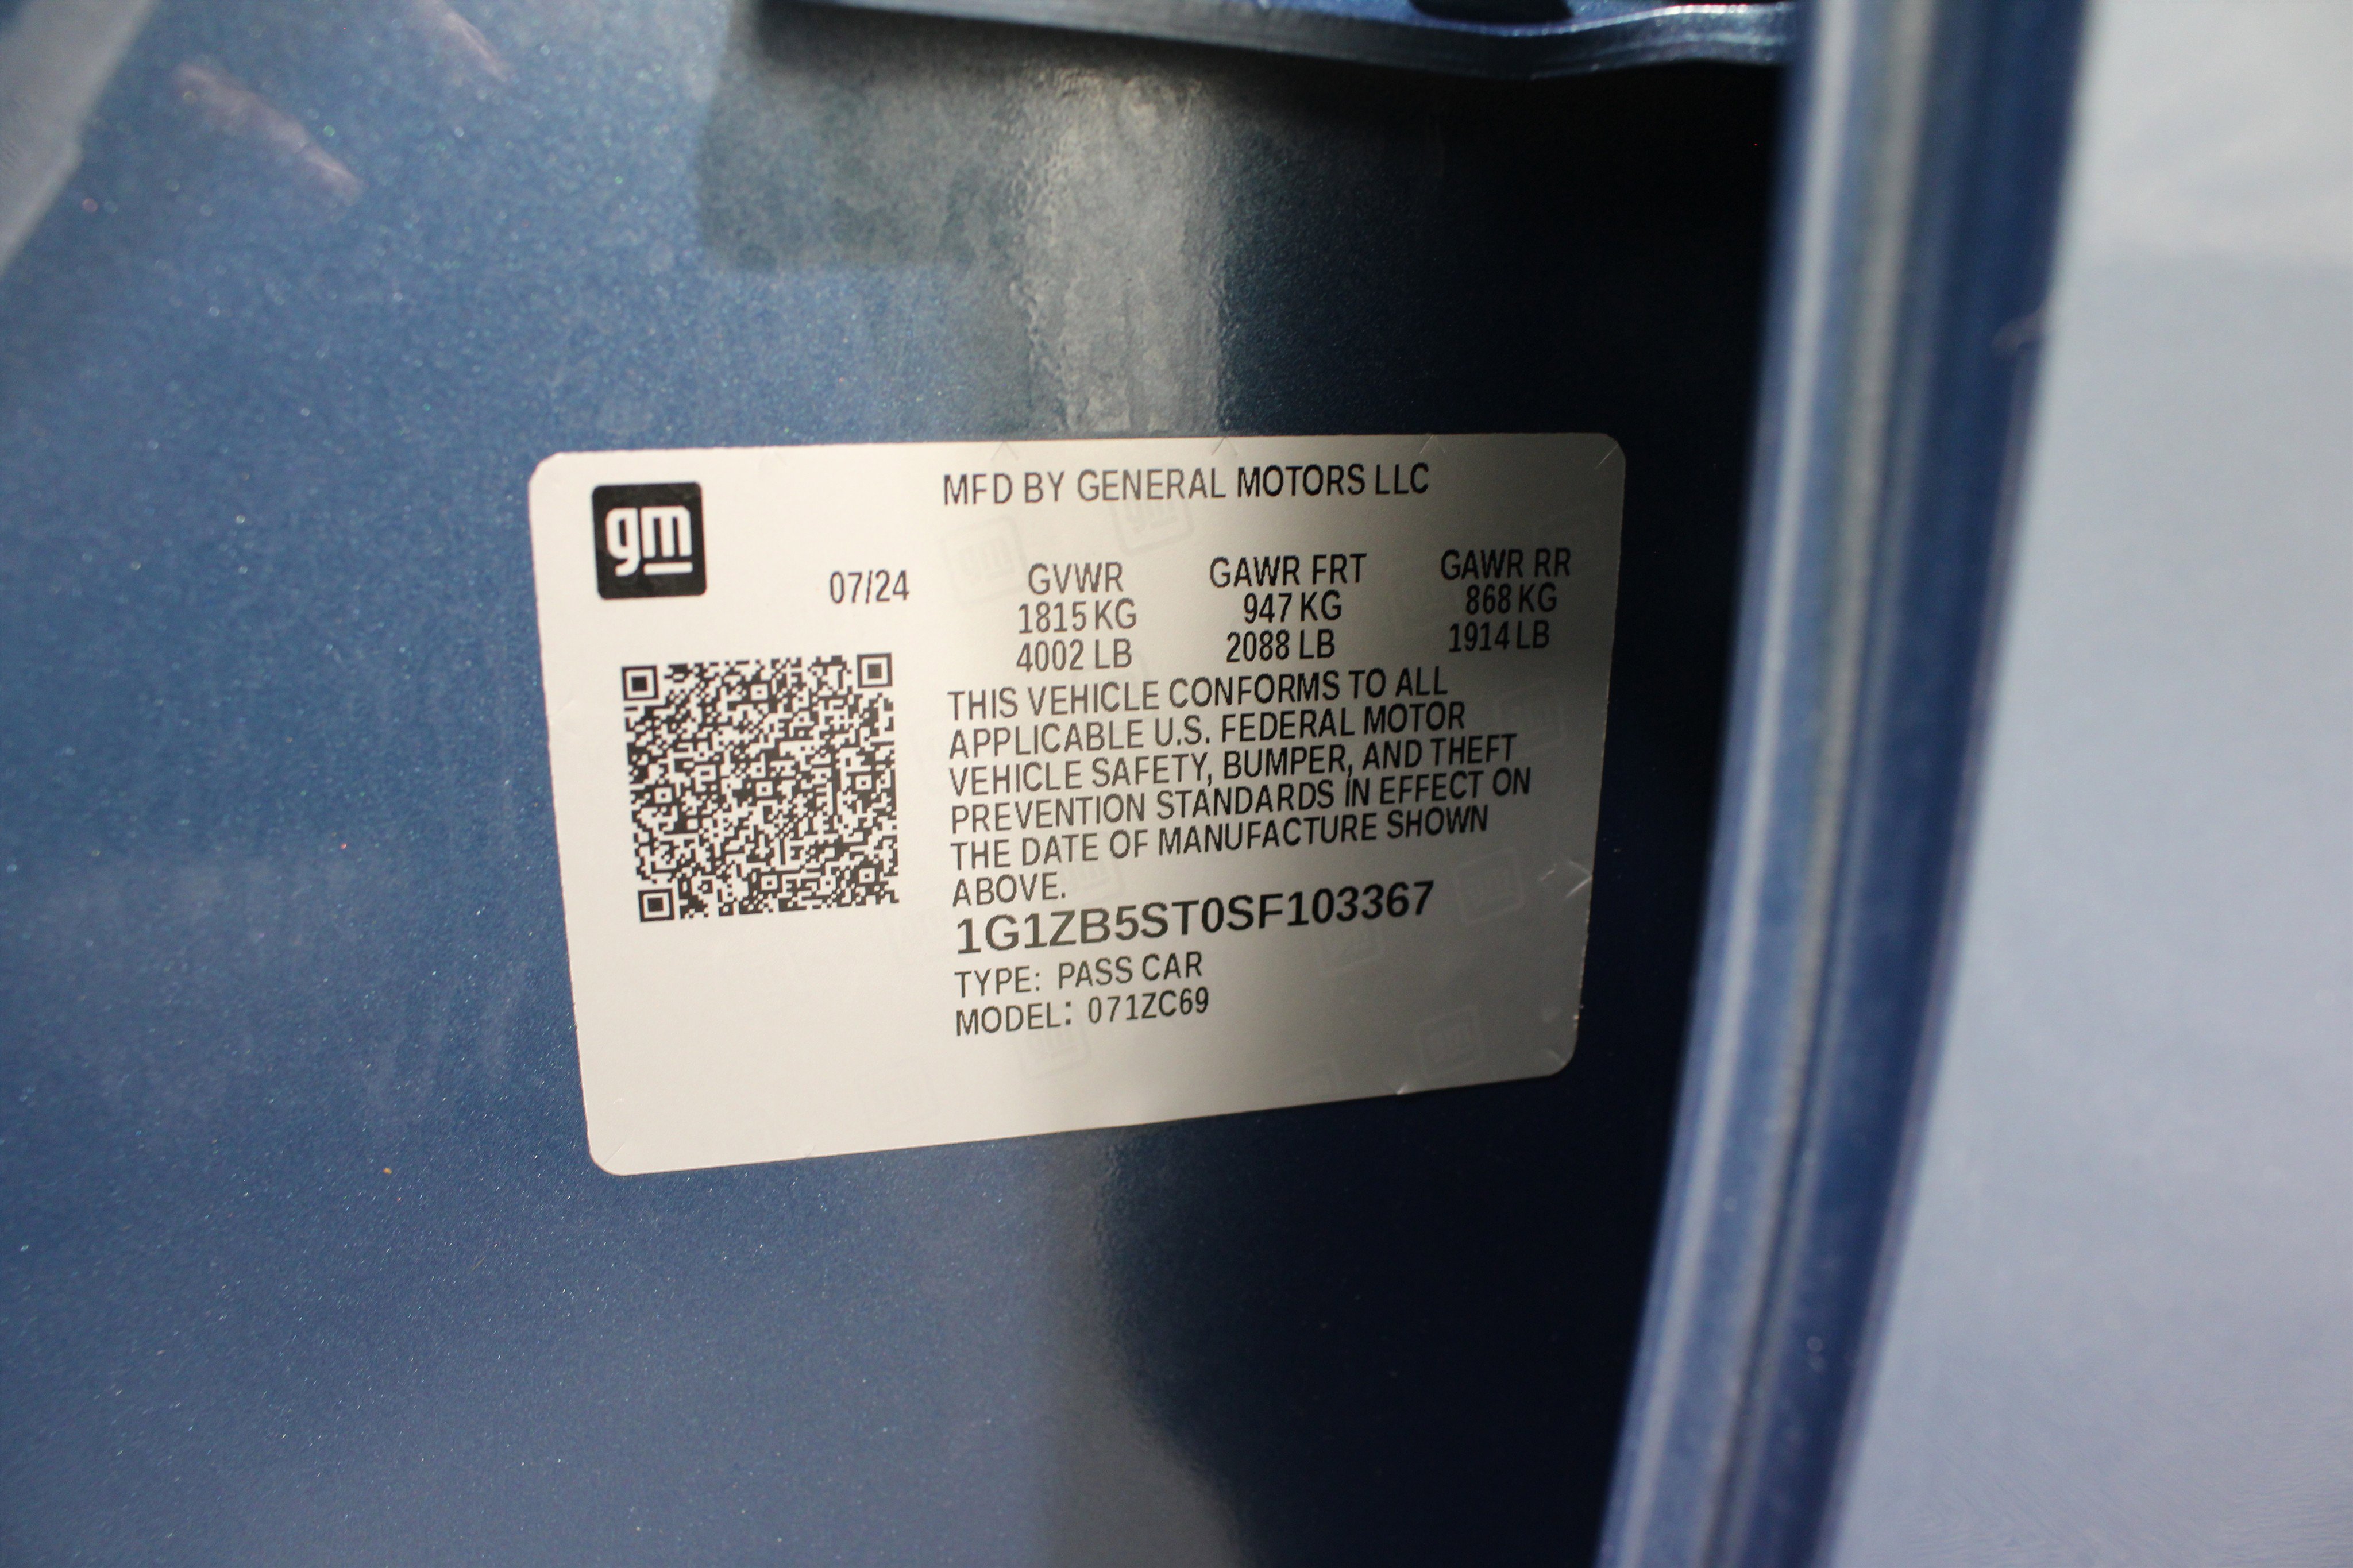 gm
MFD BY GENERAL MOTORS LLC
07/24 GVWR GAWR FRT GAWR RR
1815 KG 947 KG 868 KG
4002 LB 2088 LB 1914 LB
THIS VEHICLE CONFORMS TO ALL
APPLICABLE U.S. FEDERAL MOTOR
VEHICLE SAFETY, BUMPER, AND THEFT
PREVENTION STANDARDS IN EFFECT ON
THE DATE OF MANUFACTURE SHOWN
ABOVE.
1G1ZB5ST0SF103367
TYPE: PASS CAR
MODEL: 071ZC69